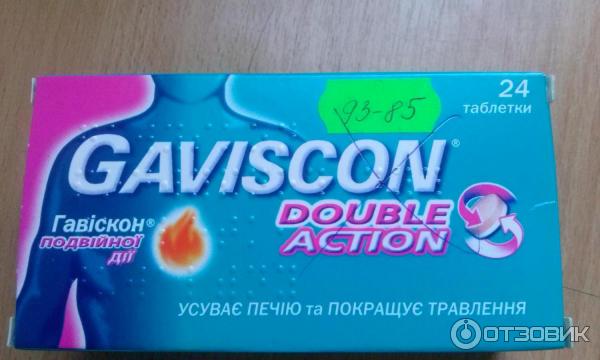 24
таблетки
93-85
GAVISCON®
Гавіскон®
подвійної
дії
DOUBLE
ACTION
УСУВАЄ ПЕЧІЮ та ПОКРАЩУЄ ТРАВЛЕННЯ
ОТЗОВИК